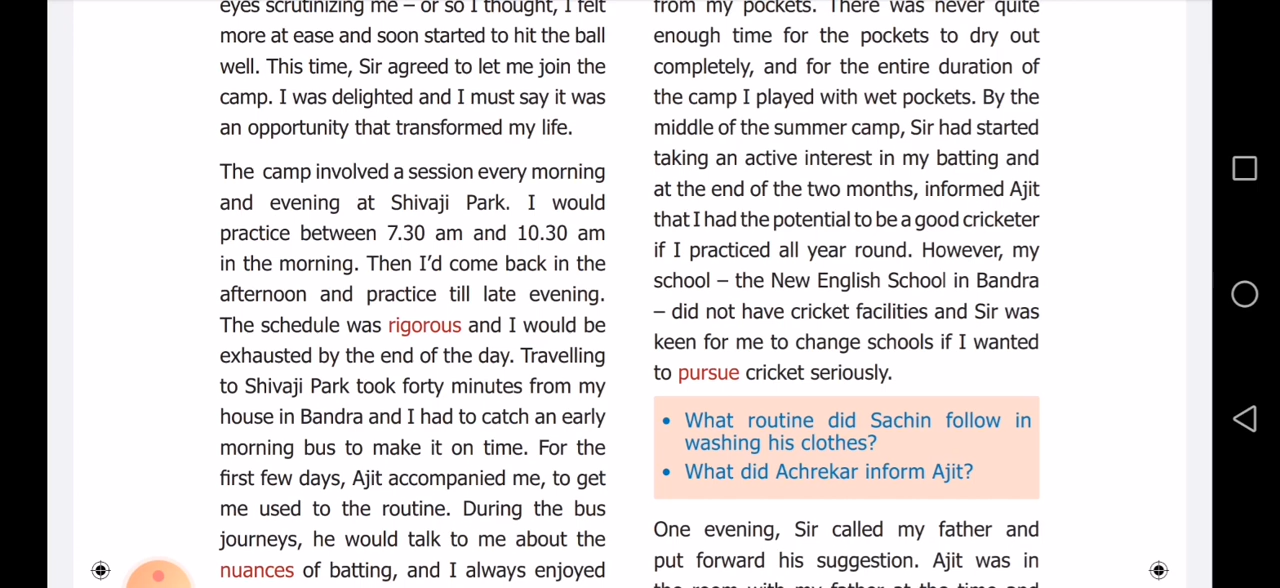 eyes scrutinizing me – or so I thought, I felt
more at ease and soon started to hit the ball
well. This time, Sir agreed to let me join the
camp. I was delighted and I must say it was
an opportunity that transformed my life.
The camp involved a session every morning
and evening at Shivaji Park. I would
practice between 7.30 am and 10.30 am
in the morning. Then I'd come back in the
afternoon and practice till late evening.
The schedule was rigorous and I would be
exhausted by the end of the day. Travelling
to Shivaji Park took forty minutes from my
house in Bandra and I had to catch an early
morning bus to make it on time. For the
first few days, Ajit accompanied me, to get
me used to the routine. During the bus
journeys, he would talk to me about the
nuances of batting, and I always enjoyed
from my pockets. There was never quite
enough time for the pockets to dry out
completely, and for the entire duration of
the camp I played with wet pockets. By the
middle of the summer camp, Sir had started
taking an active interest in my batting and
at the end of the two months, informed Ajit
that I had the potential to be a good cricketer
if I practiced all year round. However, my
school – the New English School in Bandra
– did not have cricket facilities and Sir was
keen for me to change schools if I wanted
to pursue cricket seriously.
• What routine did Sachin follow in
washing his clothes?
• What did Achrekar inform Ajit?
One evening, Sir called my father and
put forward his suggestion. Ajit was in
the room with my father at the time and